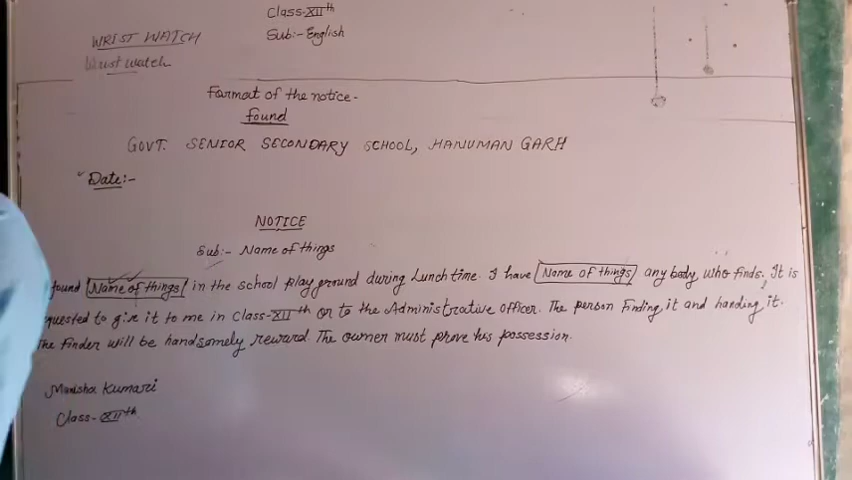 Class-XIIth
WRIST WATCH
Sub:- English
Wrist watch
Format of the notice-
found
GOVT. SENIOR SECONDARY SCHOOL, HANUMAN GARH
Date:-
NOTICE
Sub:- Name of things
found Name of things in the school play ground during Lunch time. I have Name of things any body who finds. It is
quested to give it to me in class-XIIth or to the Administrative officer. The person Finding it and handing it.
The finder will be handsomely reward. The owner must prove his possession.
Manisha Kumari
Class-XIIth